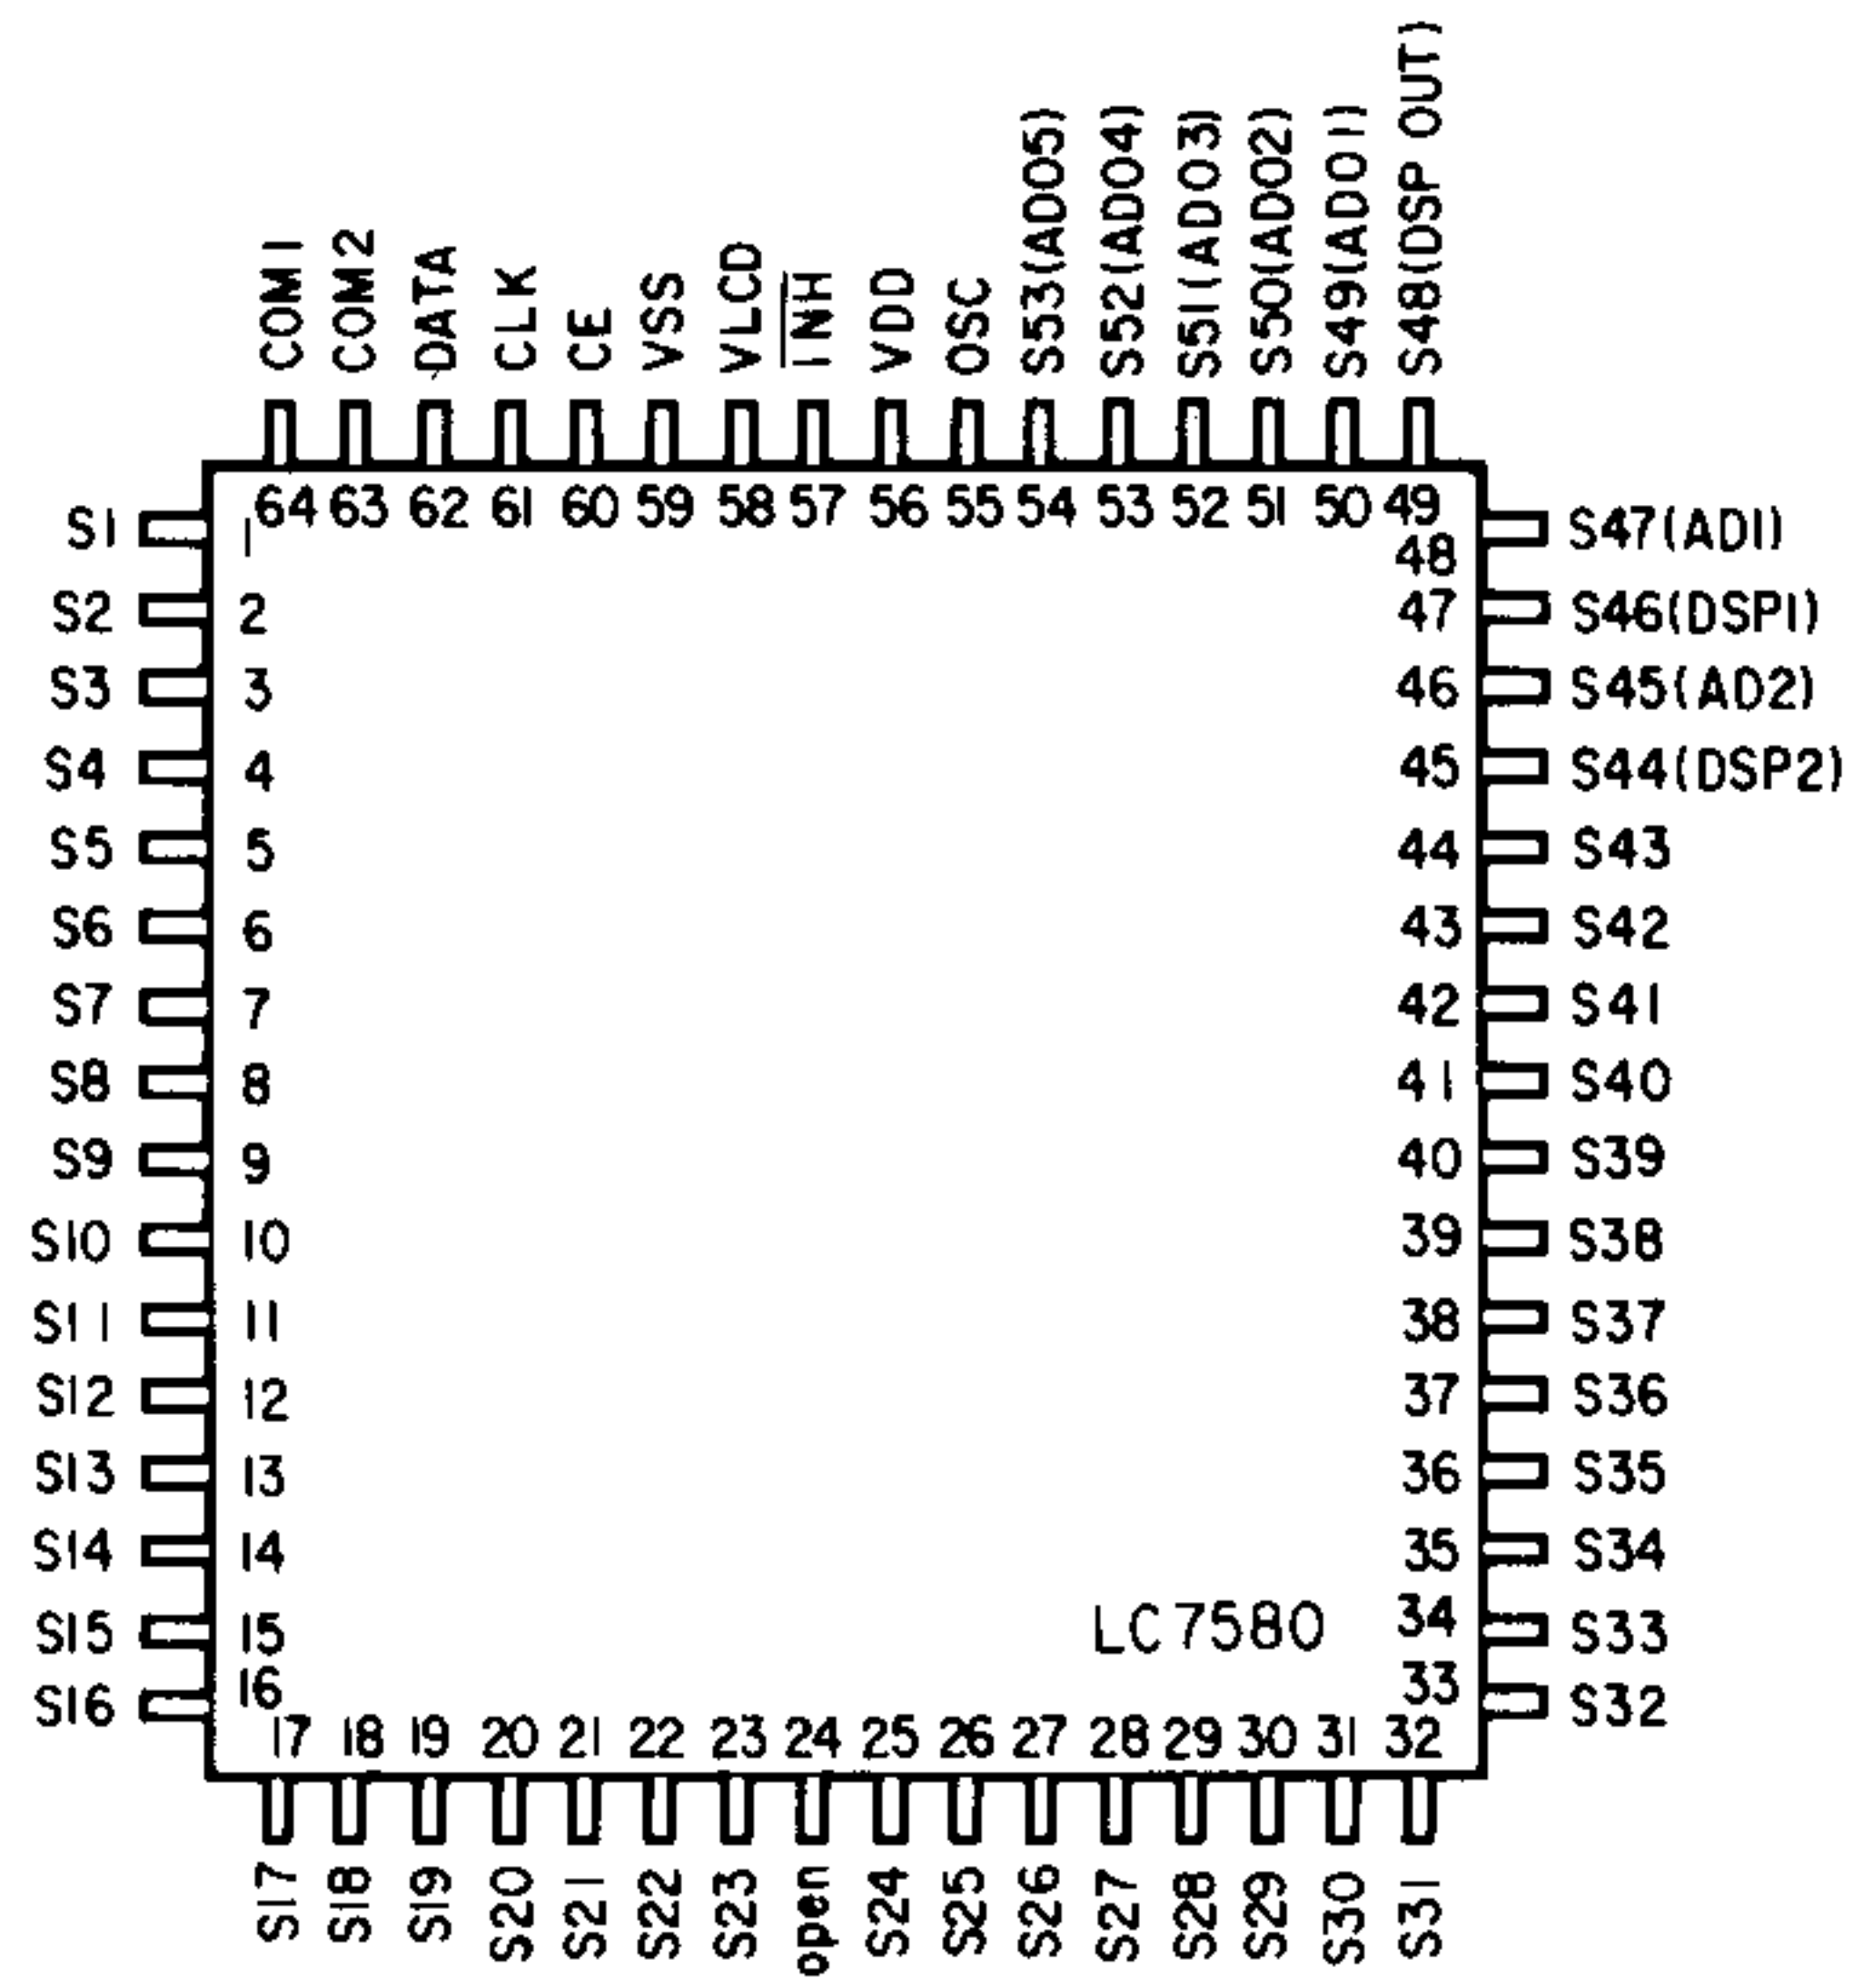 COM1 COM2 DATA CLK CE VSS VLCD INH VDD OSC S53(ADO5) S52(ADO4) S51(ADO3) S50(ADO2) S49(ADO1) S48(DSP OUT)
64 63 62 61 60 59 58 57 56 55 54 53 52 51 50 49
S1 1 48 S47(ADI1)
S2 2 47 S46(DSP1)
S3 3 46 S45(AD2)
S4 4 45 S44(DSP2)
S5 5 44 S43
S6 6 43 S42
S7 7 42 S41
S8 8 41 S40
S9 9 40 S39
S10 10 39 S38
S11 11 38 S37
S12 12 37 S36
S13 13 36 S35
S14 14 35 S34
S15 15 LC7580 34 S33
S16 16 33 S32
17 18 19 20 21 22 23 24 25 26 27 28 29 30 31 32
S17 S18 S19 S20 S21 S22 S23 open S24 S25 S26 S27 S28 S29 S30 S31